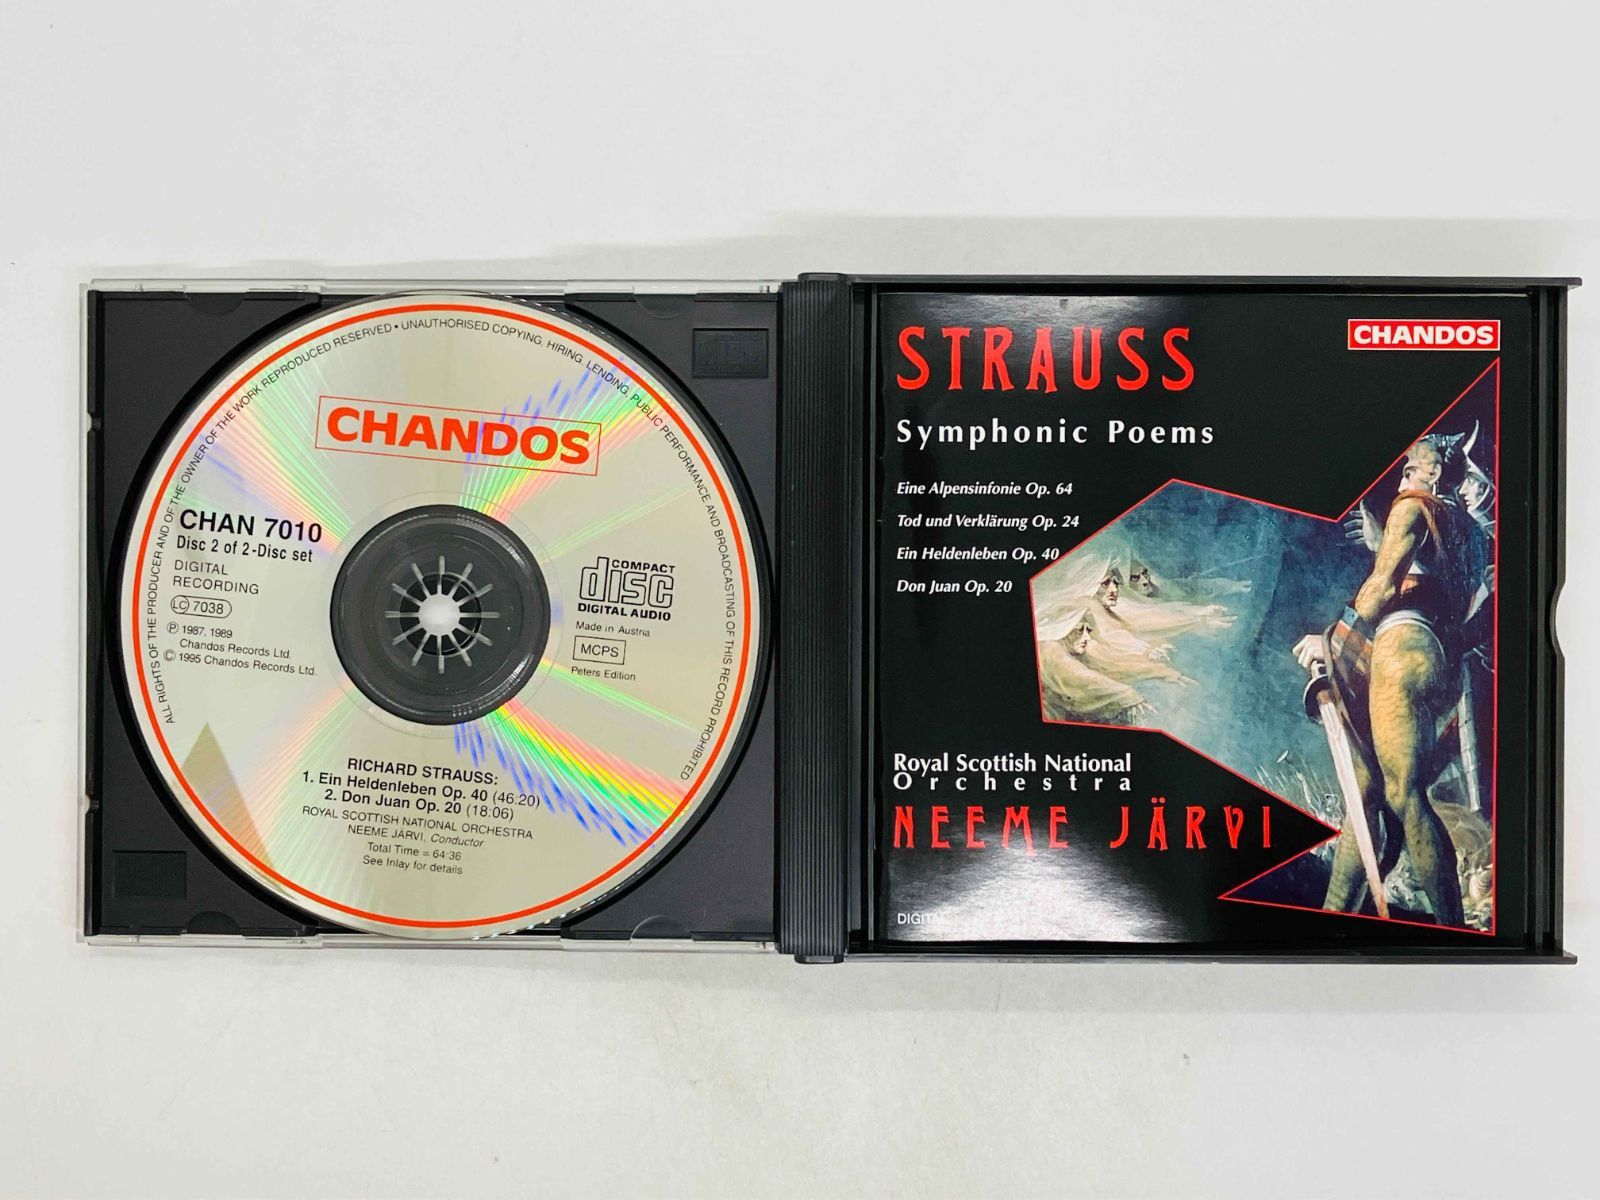 ALL RIGHTS OF THE PRODUCER AND OF THE OWNER OF THE WORK REPRODUCED RESERVED • UNAUTHORISED COPYING, HIRING, LENDING, PUBLIC PERFORMANCE AND BROADCASTING OF THIS RECORD PROHIBITED
CHANDOS
CHAN 7010
Disc 2 of 2-Disc set
DIGITAL
RECORDING
LC 7038
℗ 1987, 1989
Chandos Records Ltd.
© 1995 Chandos Records Ltd.
COMPACT
disc
DIGITAL AUDIO
Made in Austria
MCPS
Peters Edition
RICHARD STRAUSS:
1. Ein Heldenleben Op. 40 (46:20)
2. Don Juan Op. 20 (18:06)
ROYAL SCOTTISH NATIONAL ORCHESTRA
NEEME JÄRVI, Conductor
Total Time = 64:36
See Inlay for details
STRAUSS
CHANDOS
Symphonic Poems
Eine Alpensinfonie Op. 64
Tod und Verklärung Op. 24
Ein Heldenleben Op. 40
Don Juan Op. 20
Royal Scottish National
Orchestra
NEEME JÄRVI
DIGITAL